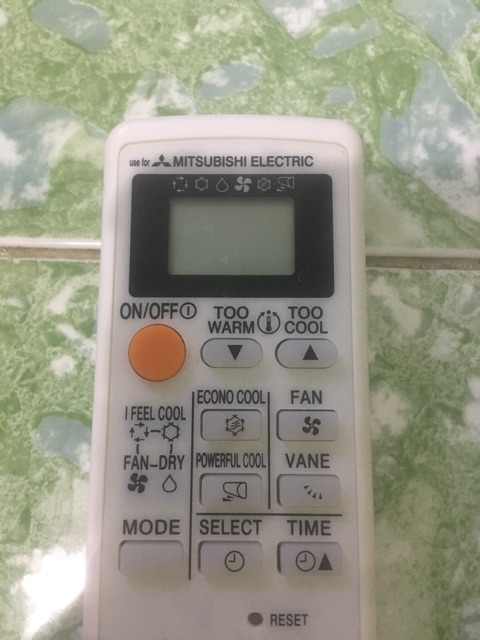 use for MITSUBISHI ELECTRIC
ON/OFF
TOO WARM
TOO COOL
I FEEL COOL
FAN-DRY
ECONO COOL
FAN
POWERFUL COOL
VANE
MODE
SELECT
TIME
RESET